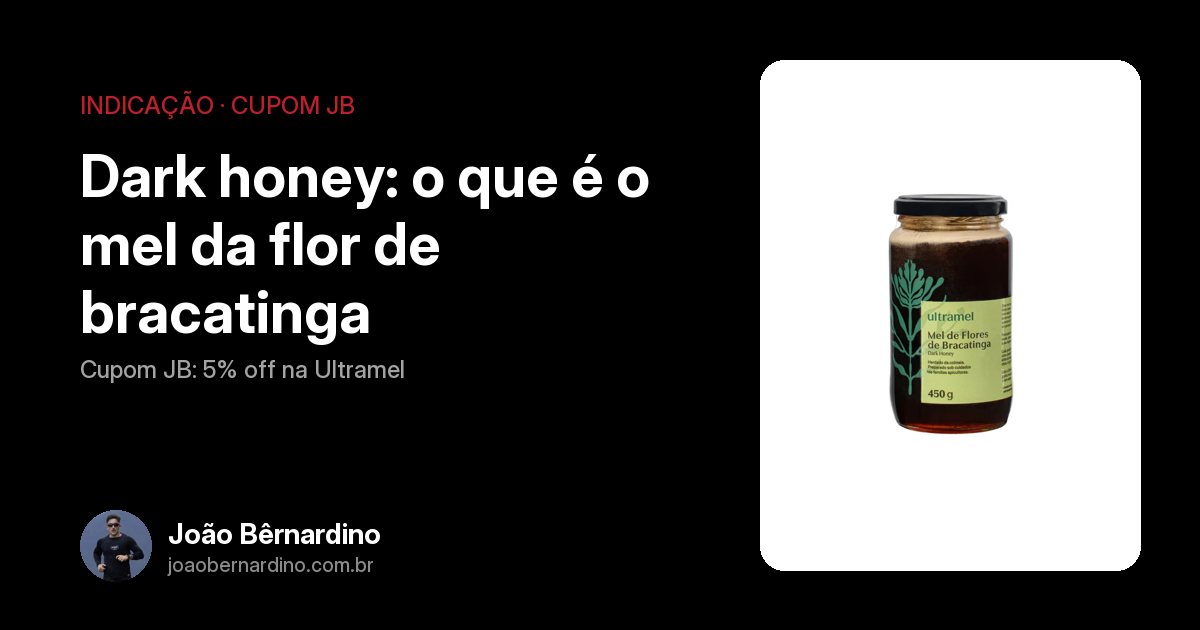 INDICAÇÃO · CUPOM JB
Dark honey: o que é o
mel da flor de
bracatinga
Cupom JB: 5% off na Ultramel
João Bêrnardino
joaobernardino.com.br
ultramel
Mel de Flores
de Bracatinga
Dark Honey
450 g